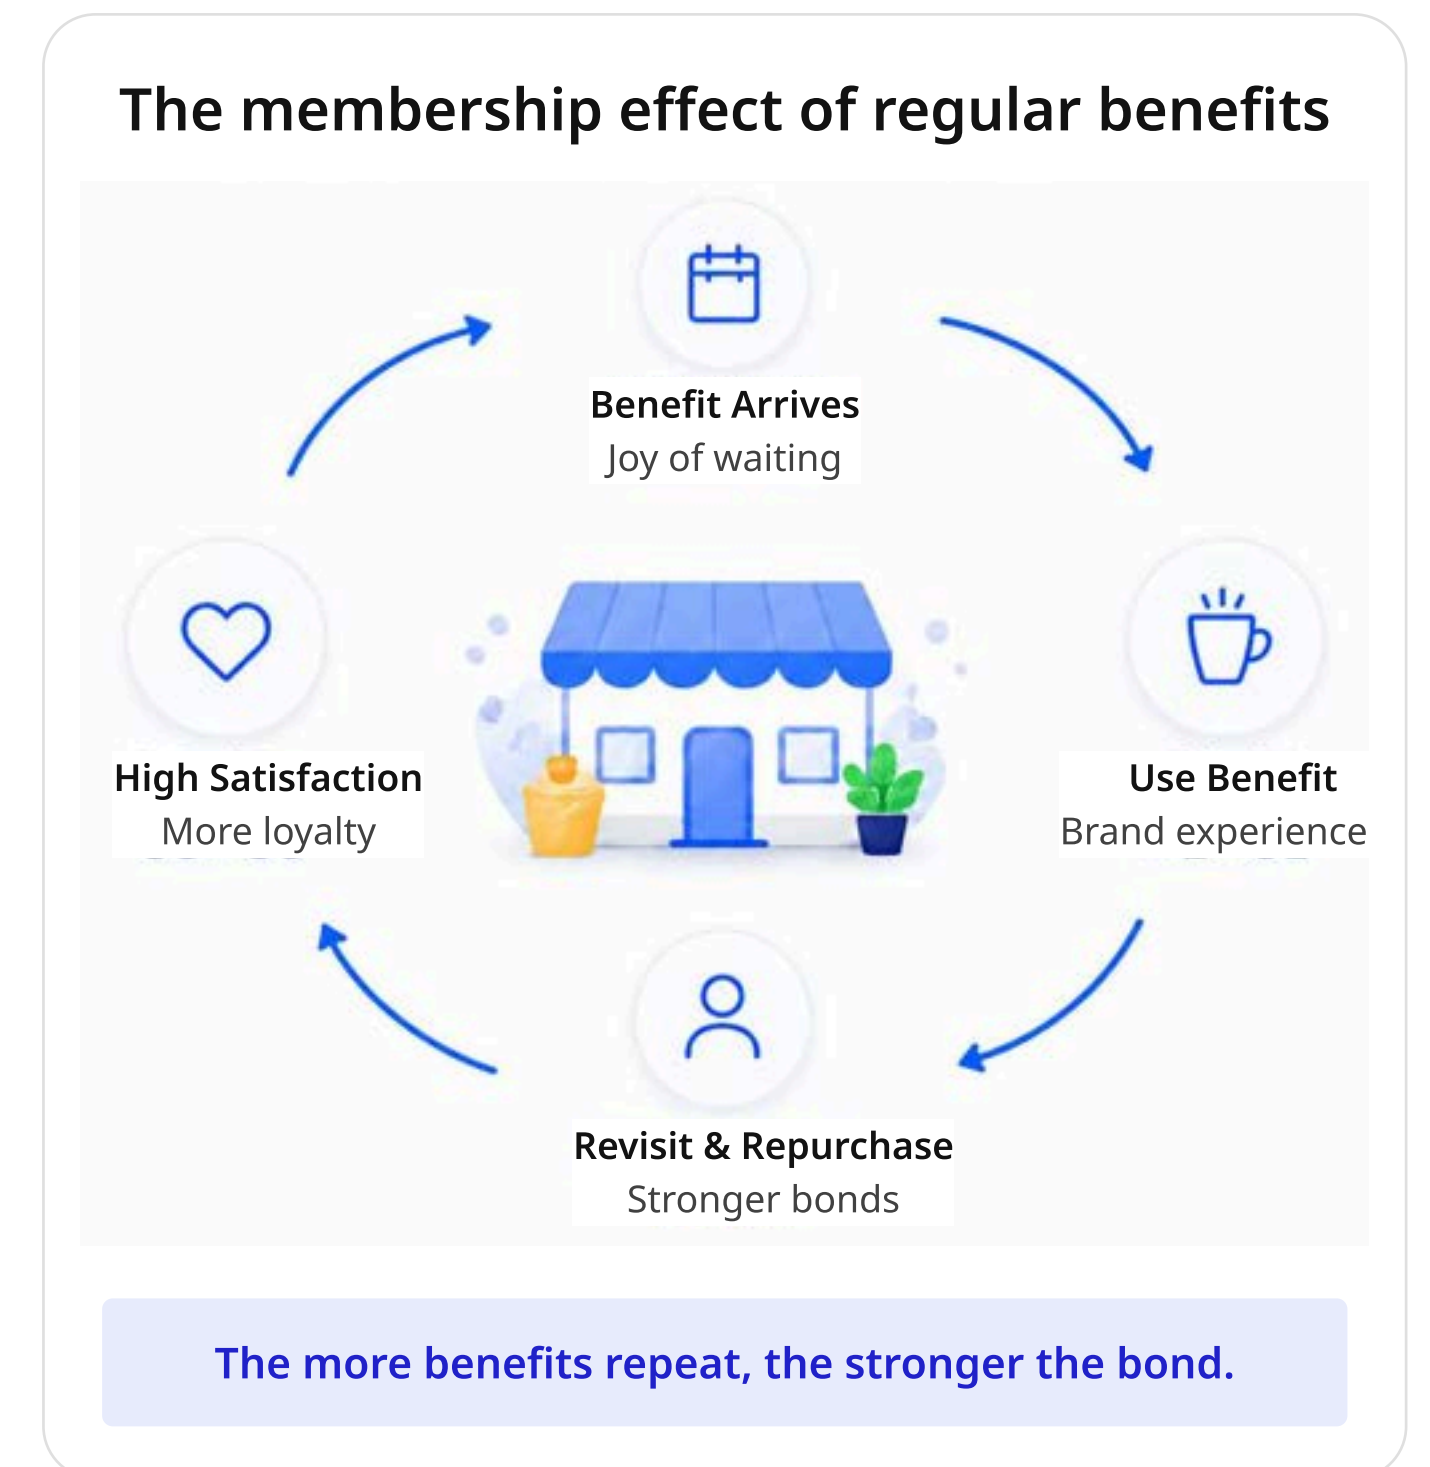 The membership effect of regular benefits
Benefit Arrives
Joy of waiting
High Satisfaction
More loyalty
Use Benefit
Brand experience
Revisit & Repurchase
Stronger bonds
The more benefits repeat, the stronger the bond.